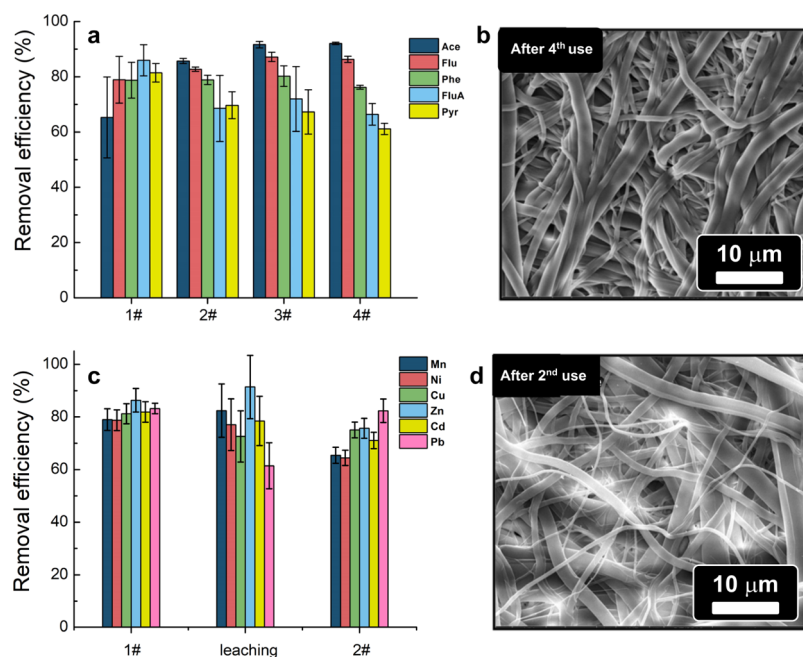 a
Removal efficiency (%)
100
80
60
40
20
0
1#
2#
3#
4#
Ace
Flu
Phe
FluA
Pyr
b
After 4th use
10 μm
c
Removal efficiency (%)
100
80
60
40
20
0
1#
leaching
2#
Mn
Ni
Cu
Zn
Cd
Pb
d
After 2nd use
10 μm